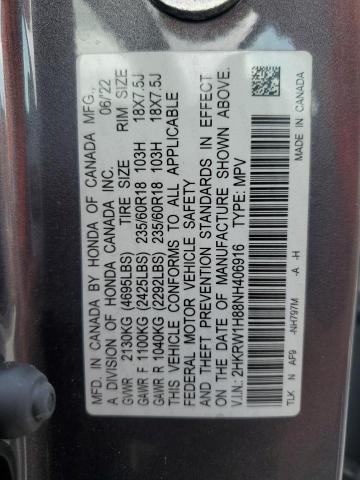 MFD. IN CANADA BY HONDA OF CANADA MFG.,
A DIVISION OF HONDA CANADA INC. 06/22
GVWR 2130KG (4695LBS) TIRE SIZE RIM SIZE
GAWR F 1100KG (2425LBS) 235/60R18 103H 18X7.5J
GAWR R 1040KG (2292LBS) 235/60R18 103H 18X7.5J
THIS VEHICLE CONFORMS TO ALL APPLICABLE
FEDERAL MOTOR VEHICLE SAFETY
AND THEFT PREVENTION STANDARDS IN EFFECT
ON THE DATE OF MANUFACTURE SHOWN ABOVE.
V.I.N.: 2HKRW1H88NH406916 TYPE: MPV
TLK N AF9 -NH797M -A -H
MADE IN CANADA